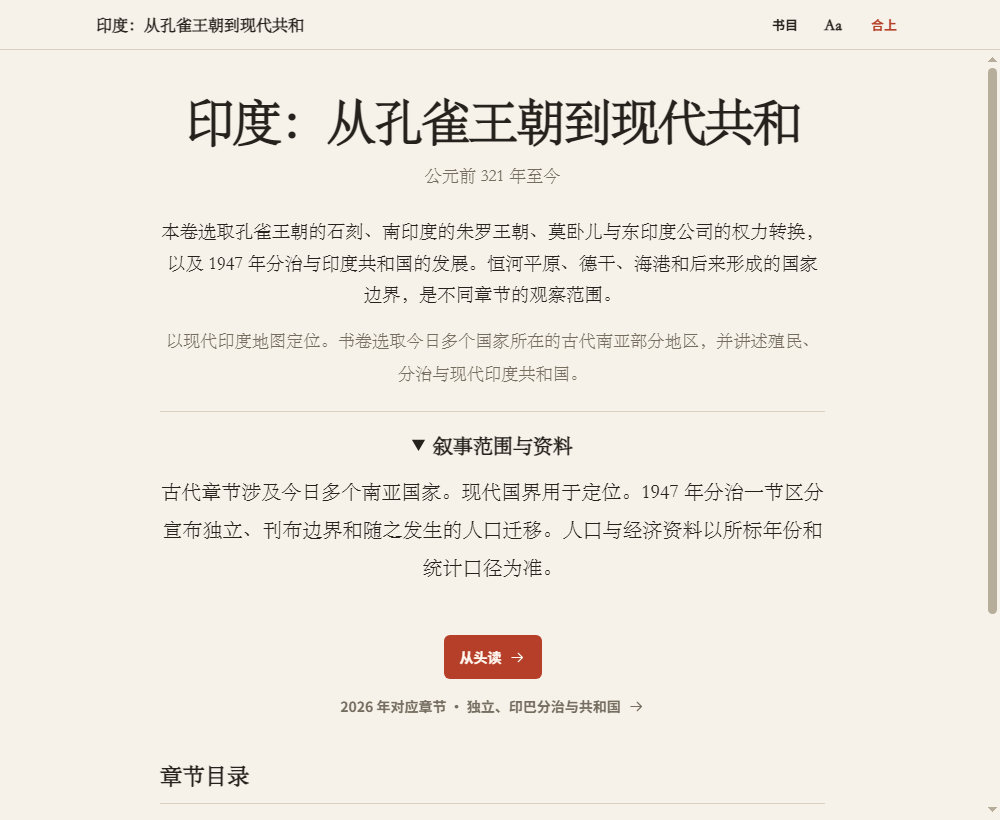 印度：从孔雀王朝到现代共和
书目
Aa
合上
印度：从孔雀王朝到现代共和
公元前 321 年至今
本卷选取孔雀王朝的石刻、南印度的朱罗王朝、莫卧儿与东印度公司的权力转换，
以及 1947 年分治与印度共和国的发展。恒河平原、德干、海港和后来形成的国家
边界，是不同章节的观察范围。
以现代印度地图定位。书卷选取今日多个国家所在的古代南亚部分地区，并讲述殖民、
分治与现代印度共和国。
▼ 叙事范围与资料
古代章节涉及今日多个南亚国家。现代国界用于定位。1947 年分治一节区分
宣布独立、刊布边界和随之发生的人口迁移。人口与经济资料以所标年份和
统计口径为准。
从头读 →
2026 年对应章节 · 独立、印巴分治与共和国 →
章节目录